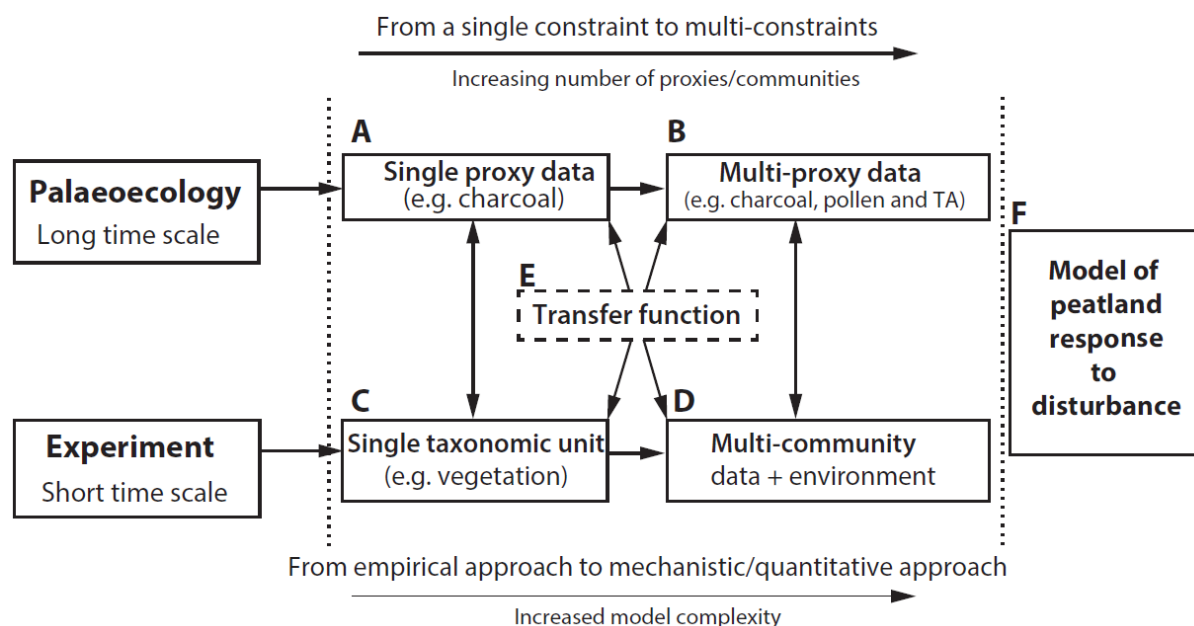 From a single constraint to multi-constraints
Increasing number of proxies/communities
A
B
Palaeoecology
Long time scale
Single proxy data
(e.g. charcoal)
Multi-proxy data
(e.g. charcoal, pollen and TA)
F
Model of
peatland
response
to
disturbance
E
Transfer function
C
D
Experiment
Short time scale
Single taxonomic unit
(e.g. vegetation)
Multi-community
data + environment
From empirical approach to mechanistic/quantitative approach
Increased model complexity